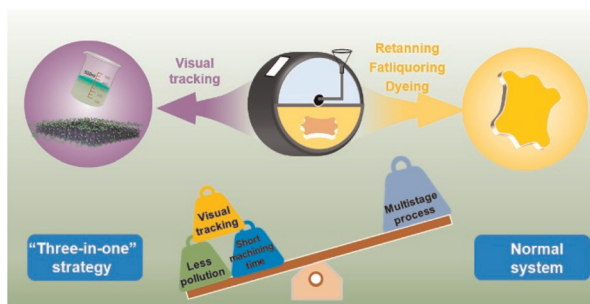 Visual
tracking
Retanning
Fatliquoring
Dyeing
Visual
tracking
Less
pollution
Short
machining
time
Multistage
process
"Three-in-one"
strategy
Normal
system